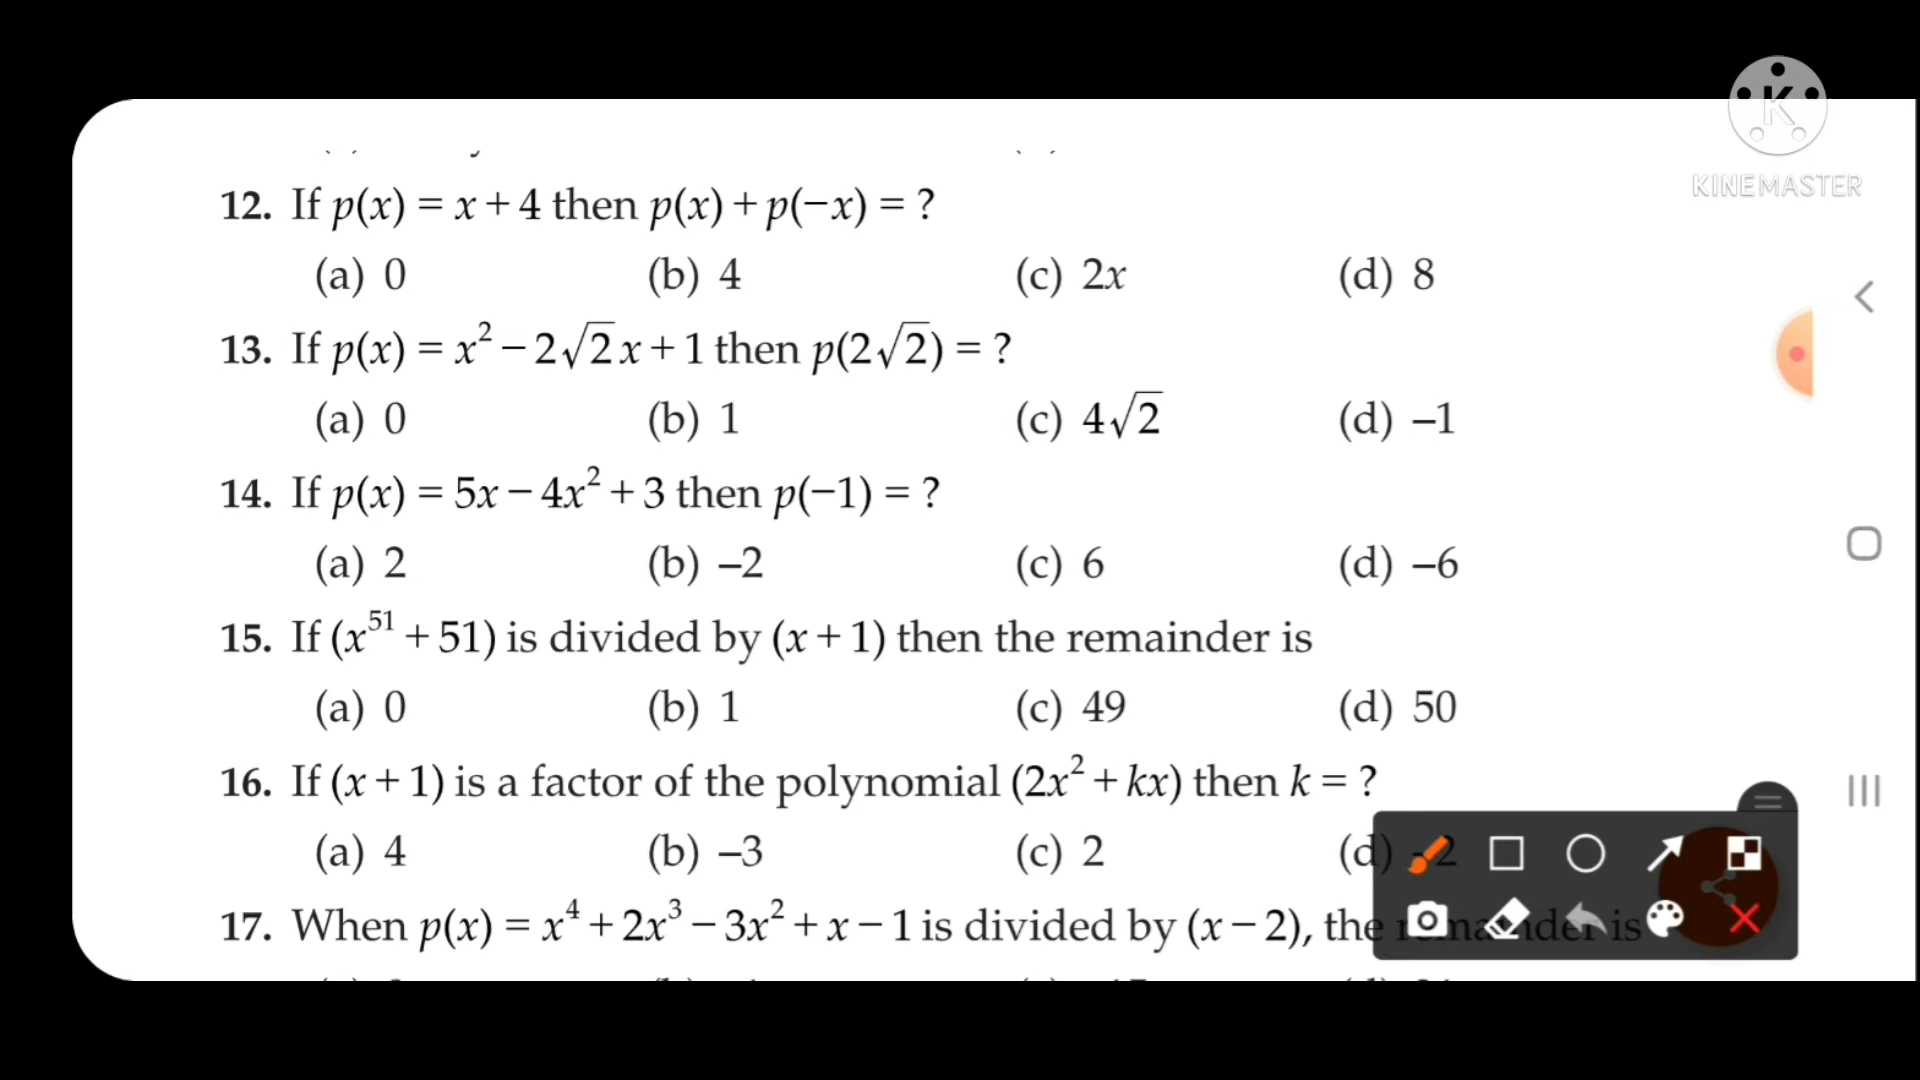 K
KINEMASTER
12. If p(x) = x + 4 then p(x) + p(−x) = ?
(a) 0 (b) 4 (c) 2x (d) 8
13. If p(x) = x² − 2√2x + 1 then p(2√2) = ?
(a) 0 (b) 1 (c) 4√2 (d) –1
14. If p(x) = 5x − 4x² + 3 then p(−1) = ?
(a) 2 (b) –2 (c) 6 (d) –6
15. If (x⁵¹ + 51) is divided by (x + 1) then the remainder is
(a) 0 (b) 1 (c) 49 (d) 50
16. If (x + 1) is a factor of the polynomial (2x² + kx) then k = ?
(a) 4 (b) –3 (c) 2 (d)
17. When p(x) = x⁴ + 2x³ − 3x² + x − 1 is divided by (x − 2), the remainder is